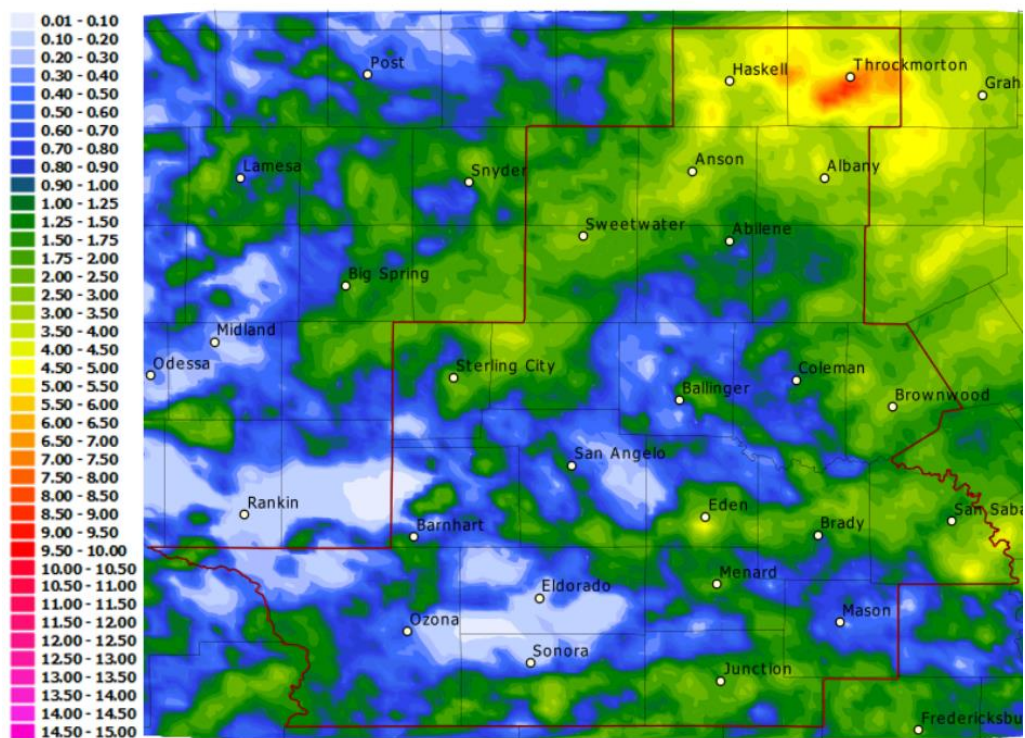 0.01 - 0.10
0.10 - 0.20
0.20 - 0.30
0.30 - 0.40
0.40 - 0.50
0.50 - 0.60
0.60 - 0.70
0.70 - 0.80
0.80 - 0.90
0.90 - 1.00
1.00 - 1.25
1.25 - 1.50
1.50 - 1.75
1.75 - 2.00
2.00 - 2.50
2.50 - 3.00
3.00 - 3.50
3.50 - 4.00
4.00 - 4.50
4.50 - 5.00
5.00 - 5.50
5.50 - 6.00
6.00 - 6.50
6.50 - 7.00
7.00 - 7.50
7.50 - 8.00
8.00 - 8.50
8.50 - 9.00
9.00 - 9.50
9.50 - 10.00
10.00 - 10.50
10.50 - 11.00
11.00 - 11.50
11.50 - 12.00
12.00 - 12.50
12.50 - 13.00
13.00 - 13.50
13.50 - 14.00
14.00 - 14.50
14.50 - 15.00
Post
Haskell
Throckmorton
Grah
Lamesa
Snyder
Anson
Albany
Sweetwater
Abilene
Big Spring
Midland
Odessa
Sterling City
Ballinger
Coleman
Brownwood
San Angelo
Rankin
Barnhart
Eden
Brady
San Saba
Eldorado
Menard
Ozona
Mason
Sonora
Junction
Fredericksbu